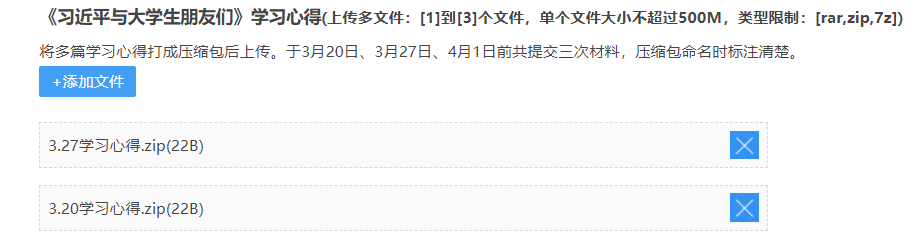 《习近平与大学生朋友们》学习心得(上传多文件：[1]到[3]个文件，单个文件大小不超过500M，类型限制：[rar,zip,7z])
将多篇学习心得打成压缩包后上传。于3月20日、3月27日、4月1日前共提交三次材料，压缩包命名时标注清楚。
+添加文件
3.27学习心得.zip(22B)
3.20学习心得.zip(22B)